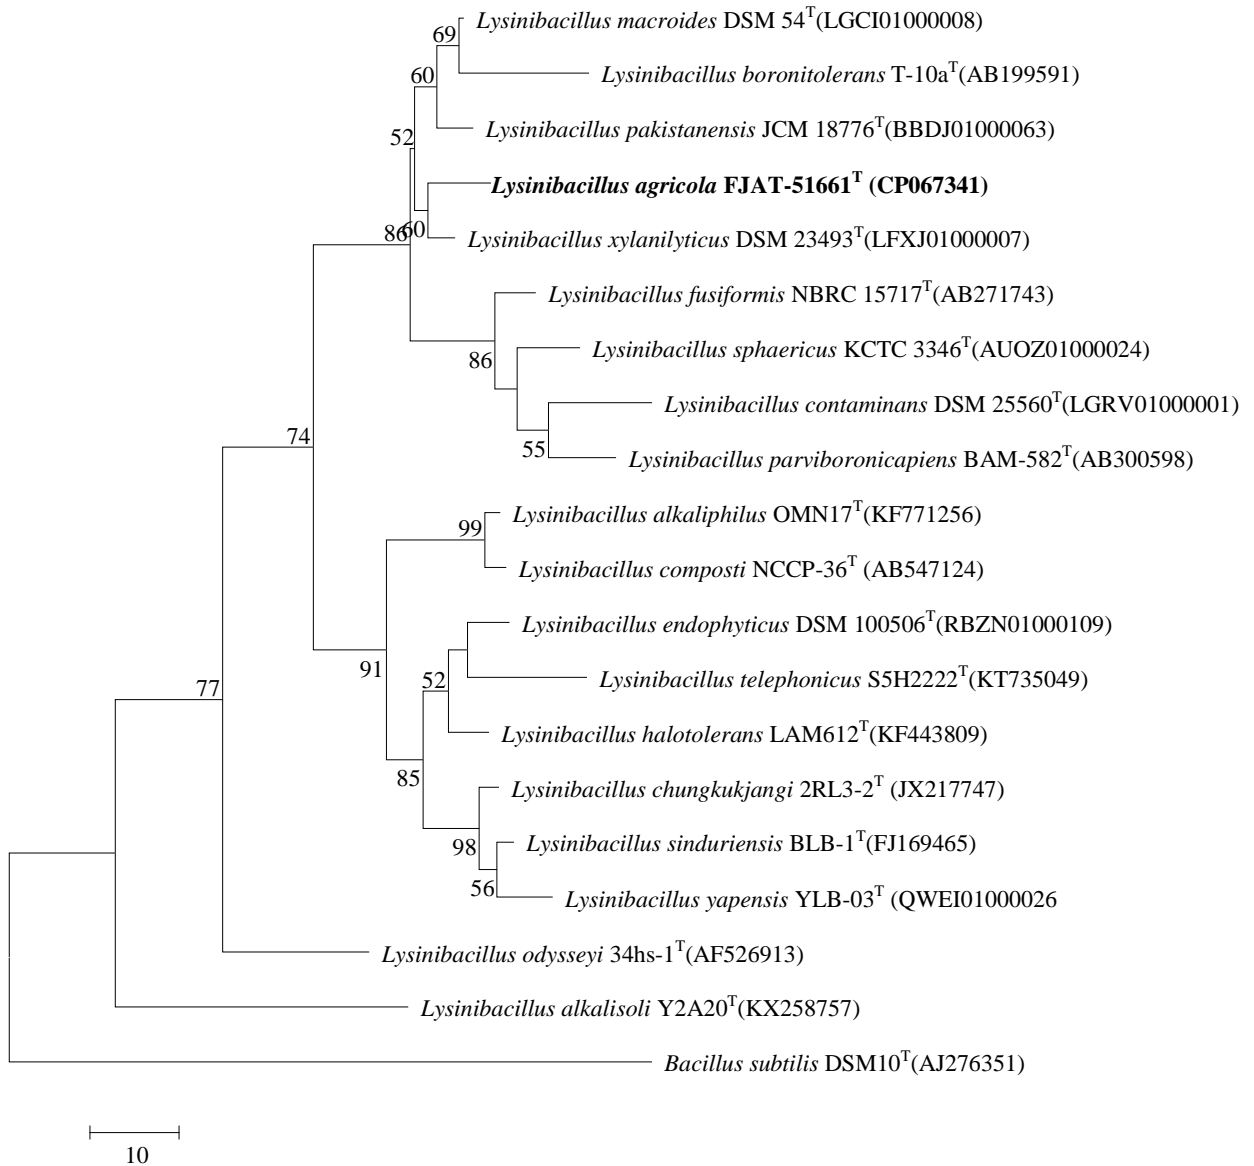 Lysinibacillus macroides DSM 54T(LGCI01000008)
69
Lysinibacillus boronitolerans T-10aT(AB199591)
60
Lysinibacillus pakistanensis JCM 18776T(BBDJ01000063)
52
Lysinibacillus agricola FJAT-51661T (CP067341)
86
60
Lysinibacillus xylanilyticus DSM 23493T(LFXJ01000007)
Lysinibacillus fusiformis NBRC 15717T(AB271743)
86
Lysinibacillus sphaericus KCTC 3346T(AUOZ01000024)
Lysinibacillus contaminans DSM 25560T(LGRV01000001)
74
55
Lysinibacillus parviboronicapiens BAM-582T(AB300598)
Lysinibacillus alkaliphilus OMN17T(KF771256)
99
Lysinibacillus composti NCCP-36T (AB547124)
Lysinibacillus endophyticus DSM 100506T(RBZN01000109)
91
77
52
Lysinibacillus telephonicus S5H2222T(KT735049)
Lysinibacillus halotolerans LAM612T(KF443809)
85
Lysinibacillus chungkukjangi 2RL3-2T (JX217747)
98
Lysinibacillus sinduriensis BLB-1T(FJ169465)
56
Lysinibacillus yapensis YLB-03T (QWEI01000026
Lysinibacillus odysseyi 34hs-1T(AF526913)
Lysinibacillus alkalisoli Y2A20T(KX258757)
Bacillus subtilis DSM10T(AJ276351)
10